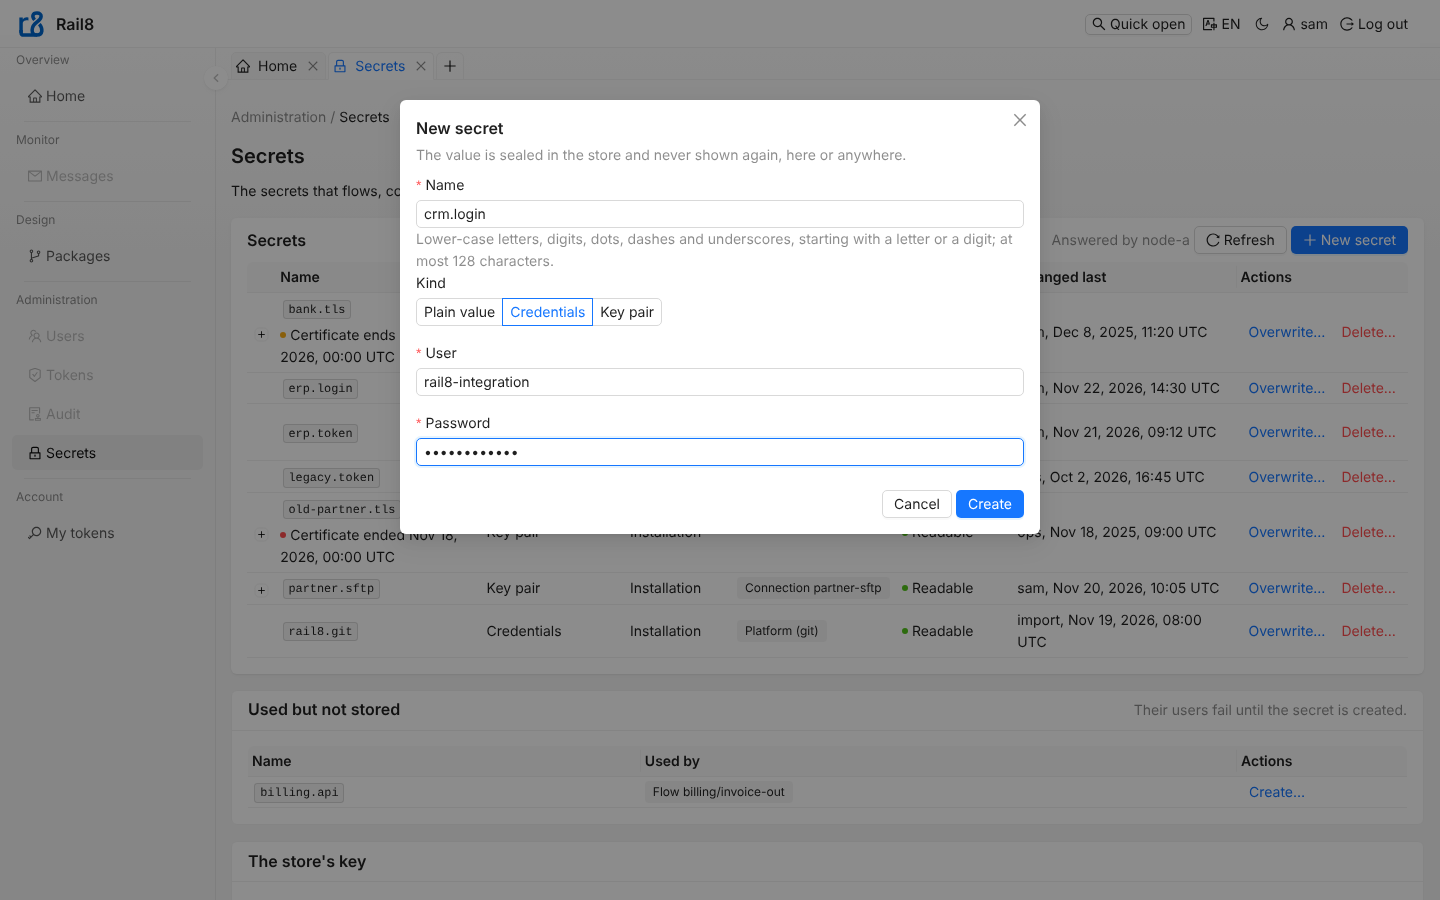 Rail8
Quick open
EN
sam
Log out
Overview
Home
Monitor
Messages
Design
Packages
Administration
Users
Tokens
Audit
Secrets
Account
My tokens
Home
Secrets
Administration / Secrets
Secrets
The secrets that flows, co
Secrets
Answered by node-a
Refresh
New secret
Name
anged last
Actions
bank.tls
Certificate ends
2026, 00:00 UTC
Dec 8, 2025, 11:20 UTC
Overwrite...
Delete...
erp.login
Nov 22, 2026, 14:30 UTC
Overwrite...
Delete...
erp.token
Nov 21, 2026, 09:12 UTC
Overwrite...
Delete...
legacy.token
Oct 2, 2026, 16:45 UTC
Overwrite...
Delete...
old-partner.tls
Certificate ended Nov 18,
2026, 00:00 UTC
Key pair
Installation
Readable
ops, Nov 18, 2025, 09:00 UTC
Overwrite...
Delete...
partner.sftp
Key pair
Installation
Connection partner-sftp
Readable
sam, Nov 20, 2026, 10:05 UTC
Overwrite...
Delete...
rail8.git
Credentials
Installation
Platform (git)
Readable
import, Nov 19, 2026, 08:00
UTC
Overwrite...
Delete...
Used but not stored
Their users fail until the secret is created.
Name
Used by
Actions
billing.api
Flow billing/invoice-out
Create...
The store's key
New secret
The value is sealed in the store and never shown again, here or anywhere.
* Name
crm.login
Lower-case letters, digits, dots, dashes and underscores, starting with a letter or a digit; at
most 128 characters.
Kind
Plain value
Credentials
Key pair
* User
rail8-integration
* Password
••••••••••••
Cancel
Create